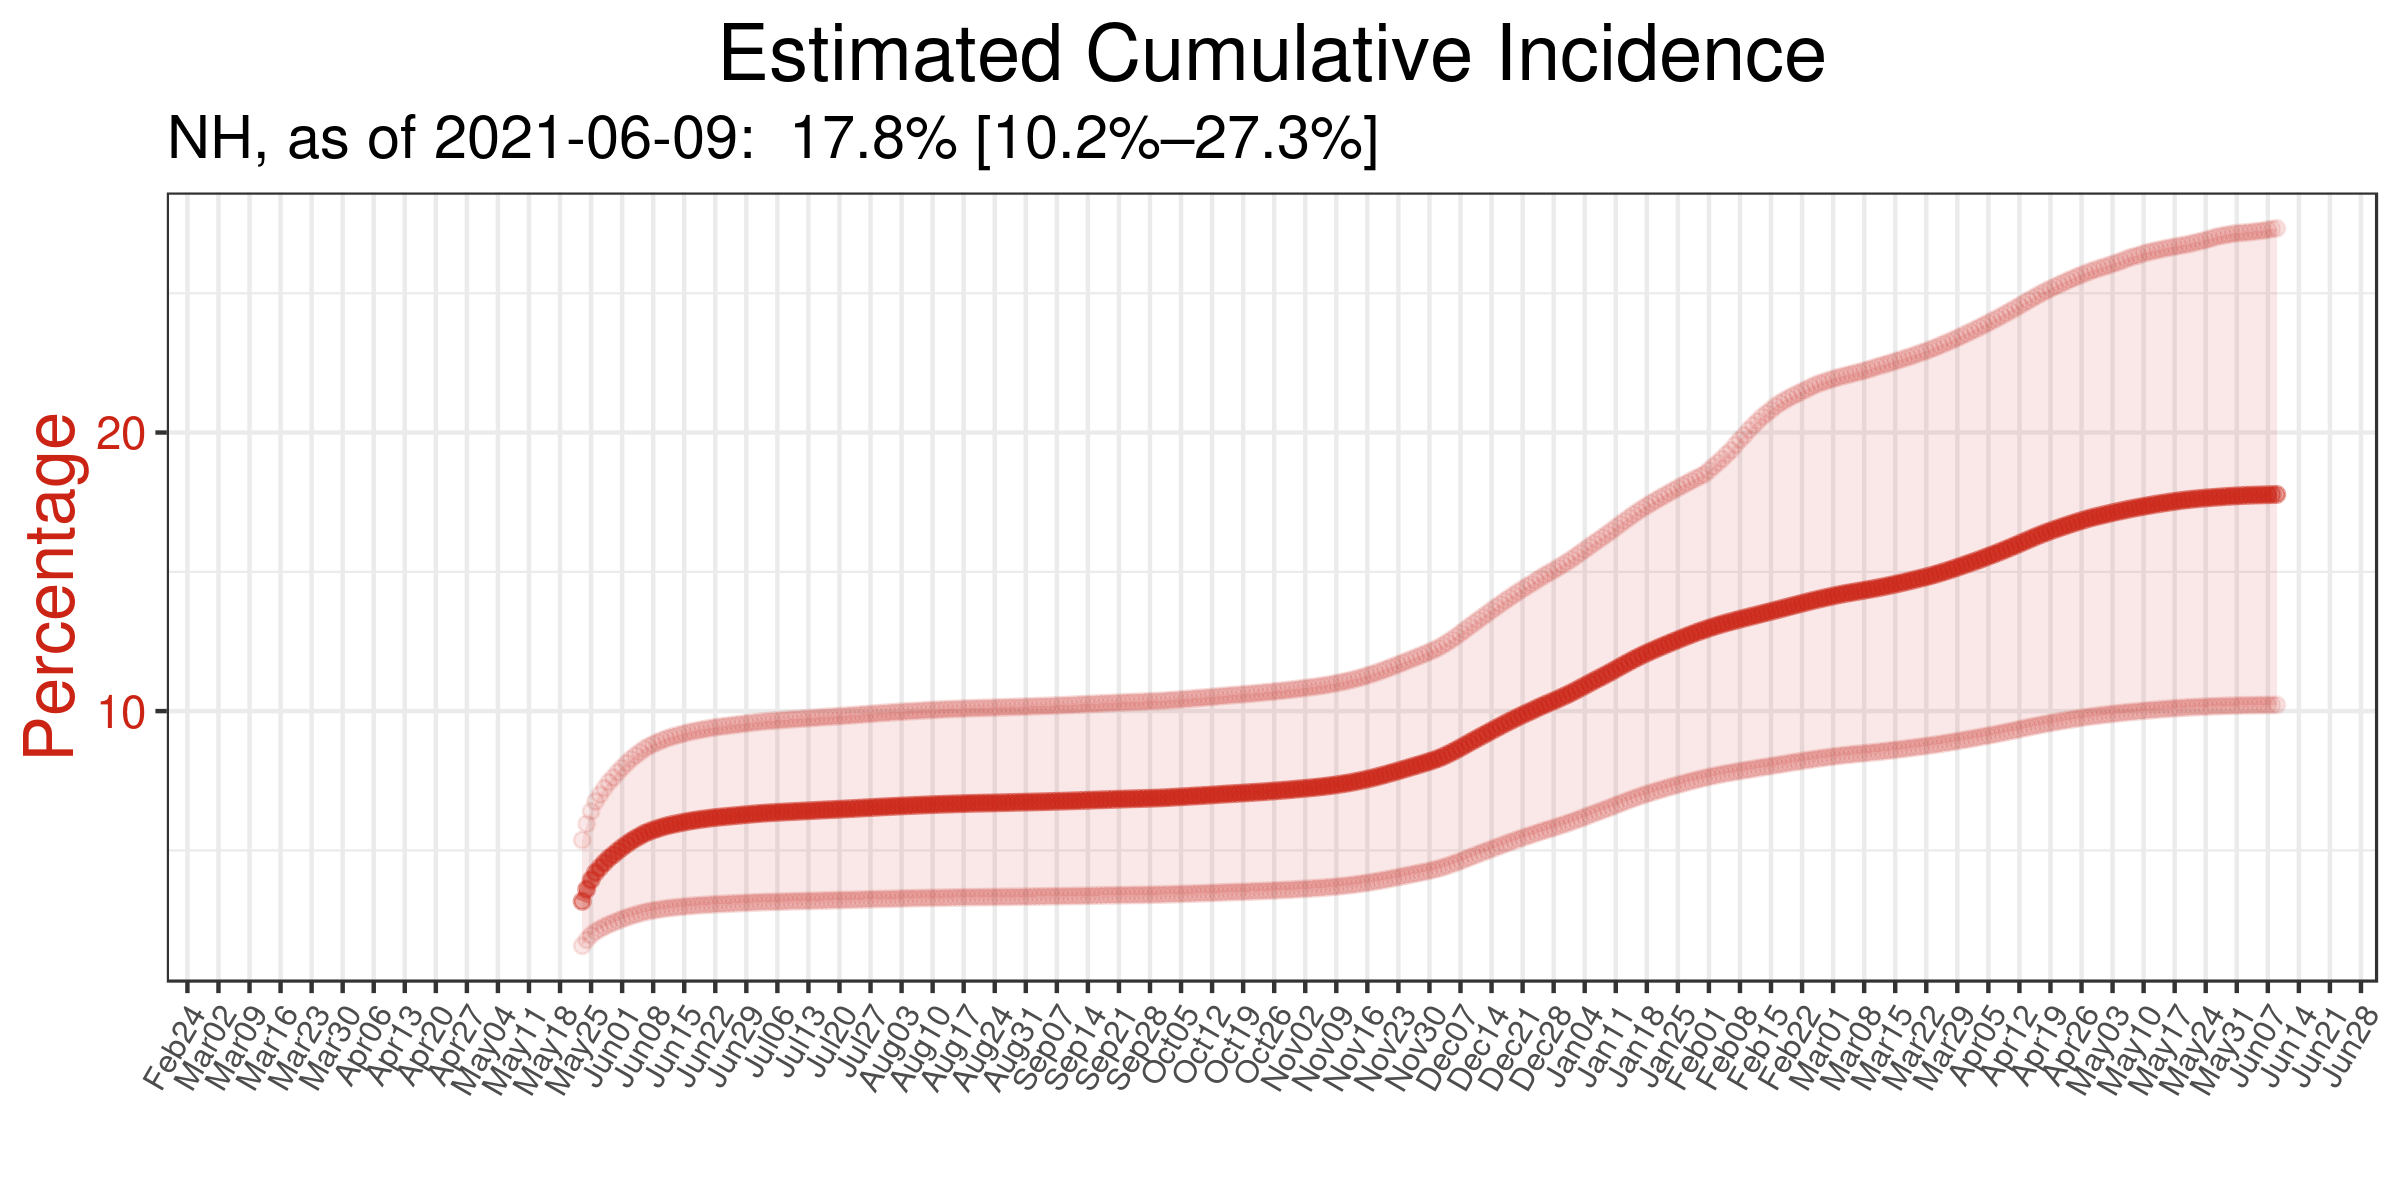 Estimated Cumulative Incidence
NH, as of 2021-06-09:  17.8% [10.2%–27.3%]
Percentage
20
10
Feb24
Mar02
Mar09
Mar16
Mar23
Mar30
Apr06
Apr13
Apr20
Apr27
May04
May11
May18
May25
Jun01
Jun08
Jun15
Jun22
Jun29
Jul06
Jul13
Jul20
Jul27
Aug03
Aug10
Aug17
Aug24
Aug31
Sep07
Sep14
Sep21
Sep28
Oct05
Oct12
Oct19
Oct26
Nov02
Nov09
Nov16
Nov23
Nov30
Dec07
Dec14
Dec21
Dec28
Jan04
Jan11
Jan18
Jan25
Feb01
Feb08
Feb15
Feb22
Mar01
Mar08
Mar15
Mar22
Mar29
Apr05
Apr12
Apr19
Apr26
May03
May10
May17
May24
May31
Jun07
Jun14
Jun21
Jun28